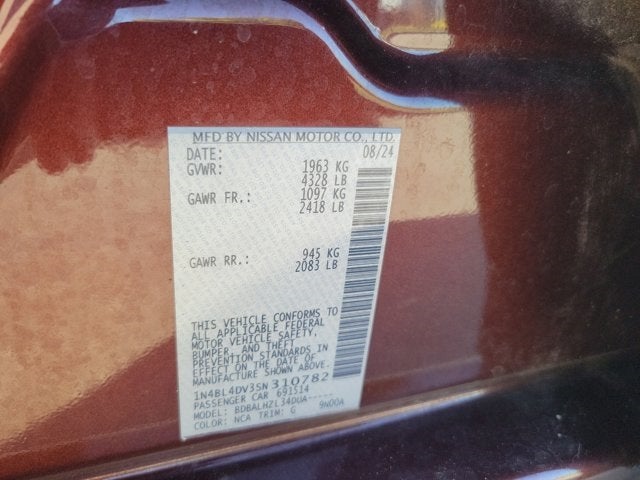 MFD BY NISSAN MOTOR CO., LTD.
DATE: 08/24
GVWR: 1963 KG
4328 LB
GAWR FR.: 1097 KG
2418 LB
GAWR RR.: 945 KG
2083 LB
THIS VEHICLE CONFORMS TO
ALL APPLICABLE FEDERAL
MOTOR VEHICLE SAFETY,
BUMPER, AND THEFT
PREVENTION STANDARDS IN
EFFECT ON THE DATE OF
MANUFACTURE SHOWN ABOVE.
1N4BL4DV3SN310782
PASSENGER CAR 691514
MODEL: BDBALHZL34DUA-----
COLOR: NCA TRIM: G 9N00A